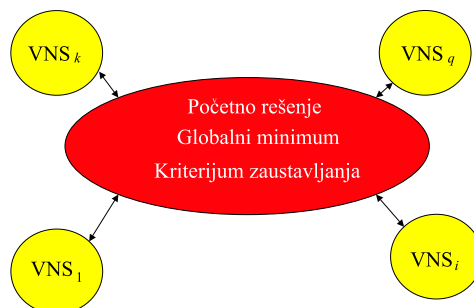 VNS k
VNS q
Početno rešenje
Globalni minimum
Kriterijum zaustavljanja
VNS 1
VNS i